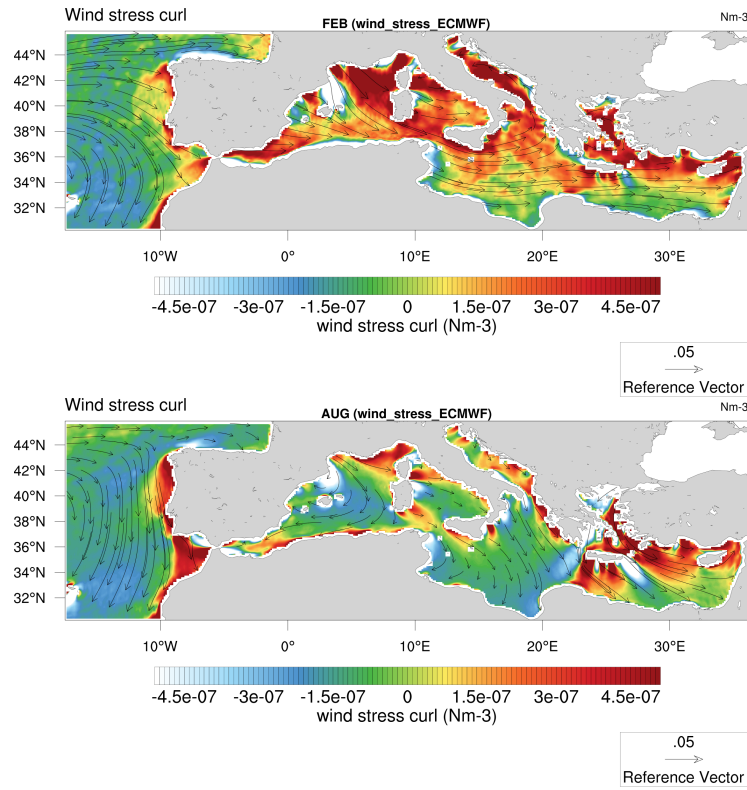 Wind stress curl
FEB (wind_stress_ECMWF)
Nm-3
44°N
42°N
40°N
38°N
36°N
34°N
32°N
10°W 0° 10°E 20°E 30°E
-4.5e-07 -3e-07 -1.5e-07 0 1.5e-07 3e-07 4.5e-07
wind stress curl (Nm-3)
.05
Reference Vector
Wind stress curl
AUG (wind_stress_ECMWF)
Nm-3
44°N
42°N
40°N
38°N
36°N
34°N
32°N
10°W 0° 10°E 20°E 30°E
-4.5e-07 -3e-07 -1.5e-07 0 1.5e-07 3e-07 4.5e-07
wind stress curl (Nm-3)
.05
Reference Vector